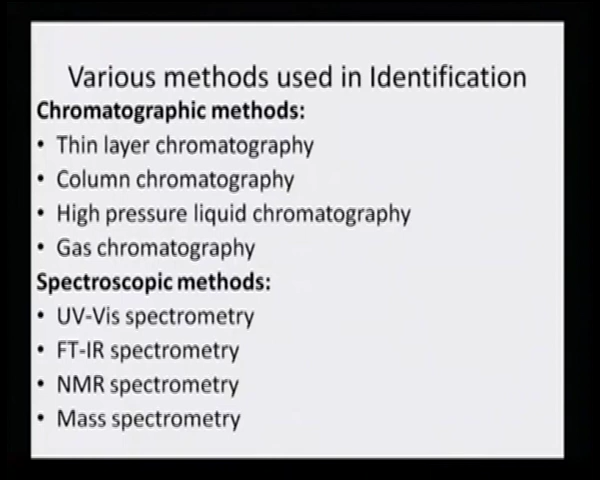 Various methods used in Identification
Chromatographic methods:
• Thin layer chromatography
• Column chromatography
• High pressure liquid chromatography
• Gas chromatography
Spectroscopic methods:
• UV-Vis spectrometry
• FT-IR spectrometry
• NMR spectrometry
• Mass spectrometry